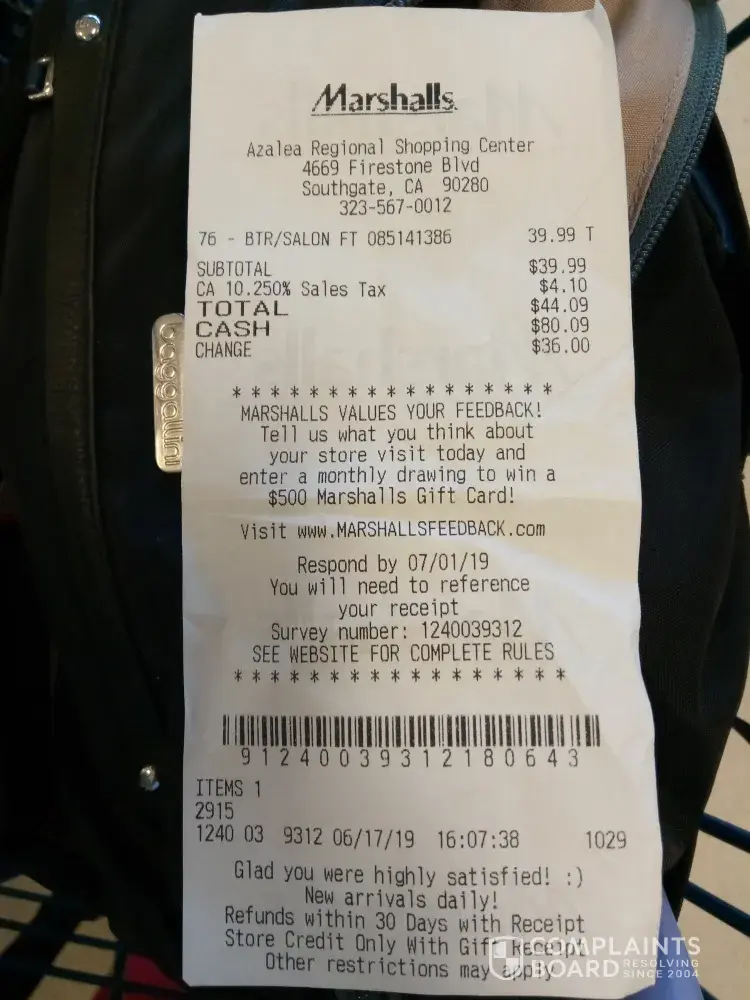 Marshalls.
Azalea Regional Shopping Center
4669 Firestone Blvd
Southgate, CA 90280
323-567-0012
76 - BTR/SALON FT 085141386 39.99 T
SUBTOTAL $39.99
CA 10.250% Sales Tax $4.10
TOTAL $44.09
CASH $80.09
CHANGE $36.00
* * * * * * * * * * * * * * * * *
MARSHALLS VALUES YOUR FEEDBACK!
Tell us what you think about
your store visit today and
enter a monthly drawing to win a
$500 Marshalls Gift Card!
Visit www.MARSHALLSFEEDBACK.com
Respond by 07/01/19
You will need to reference
your receipt
Survey number: 1240039312
SEE WEBSITE FOR COMPLETE RULES
* * * * * * * * * * * * * * * * * *
91240039312180643
ITEMS 1
2915
1240 03 9312 06/17/19 16:07:38 1029
Glad you were highly satisfied! :)
New arrivals daily!
Refunds within 30 Days with Receipt
Store Credit Only With Gift Receipt
Other restrictions may apply
baggallini
COMPLAINTS
BOARD RESOLVING
SINCE 2004